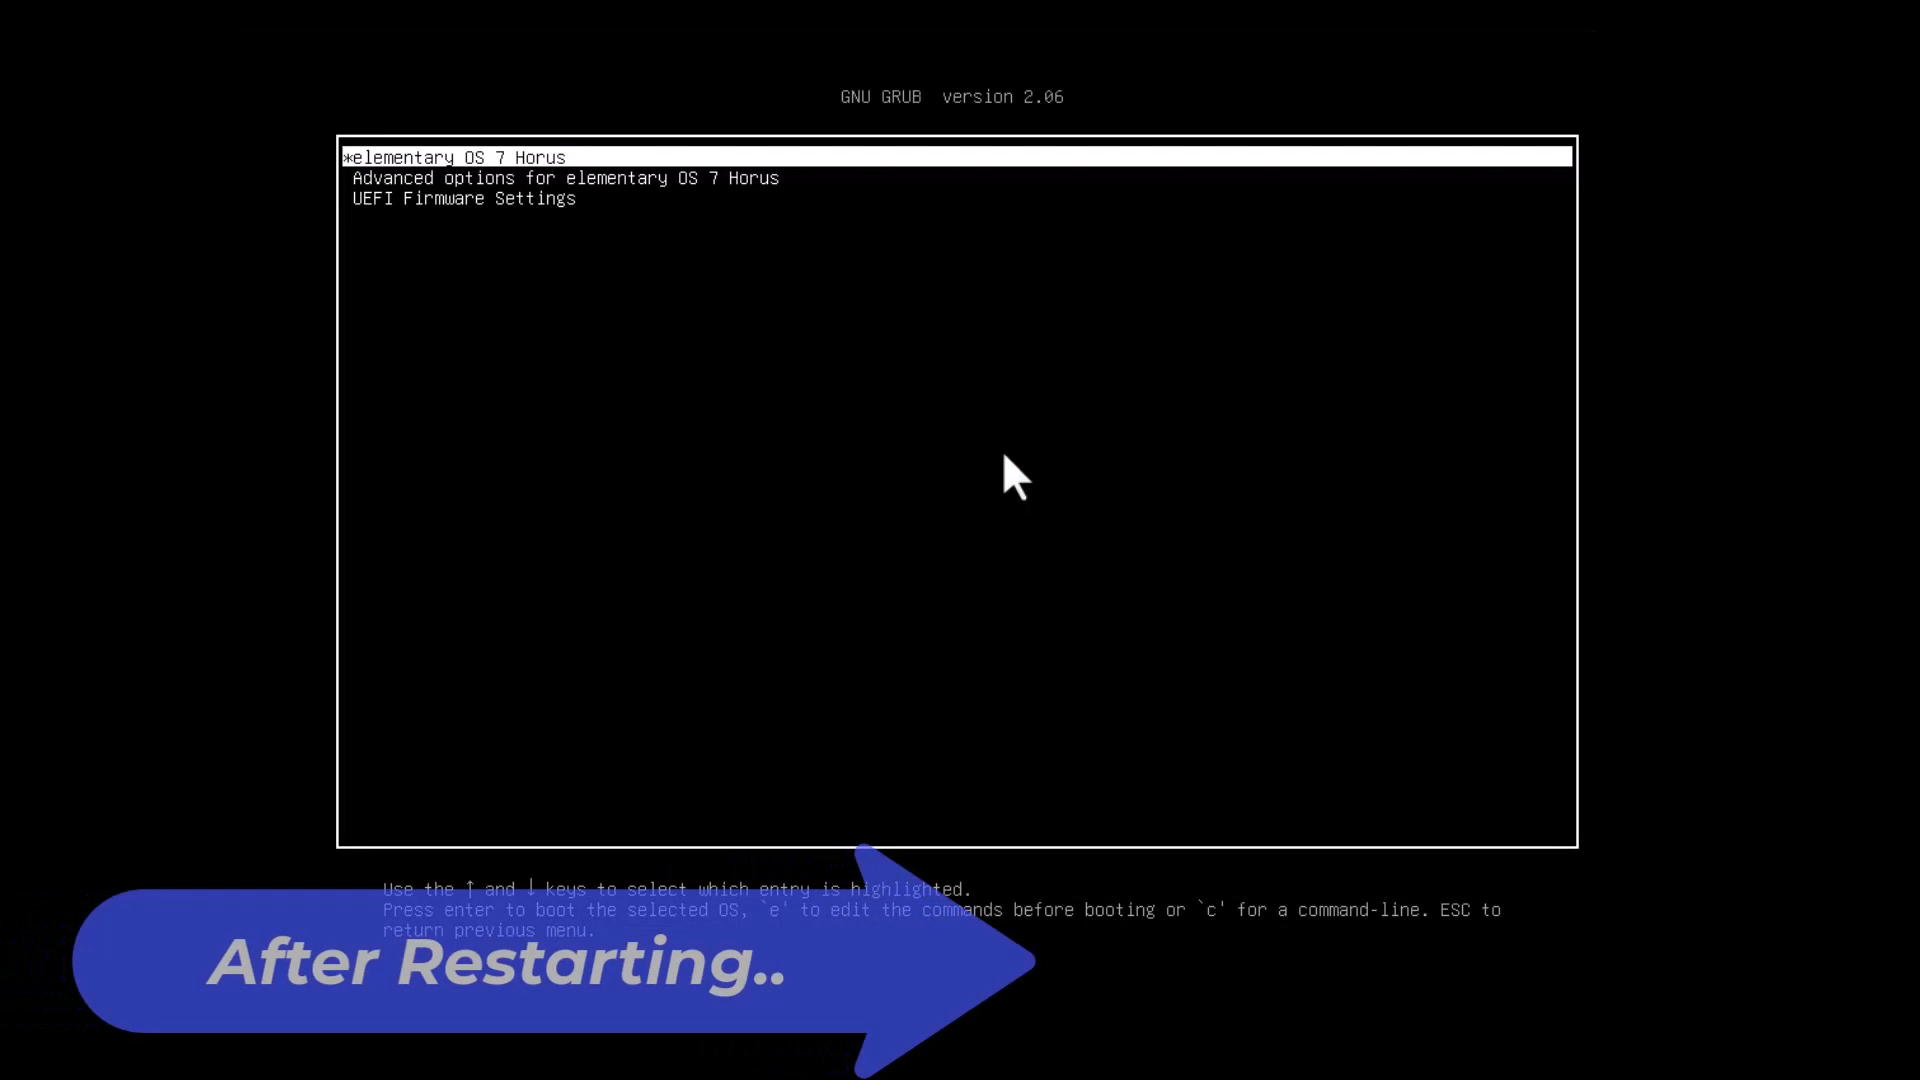 GNU GRUB  version 2.06
*elementary OS 7 Horus
Advanced options for elementary OS 7 Horus
UEFI Firmware Settings
Use the ↑ and ↓ keys to select which entry is highlighted.
Press enter to boot the selected OS, `e' to edit the commands before booting or `c' for a command-line. ESC to
return previous menu.
After Restarting..